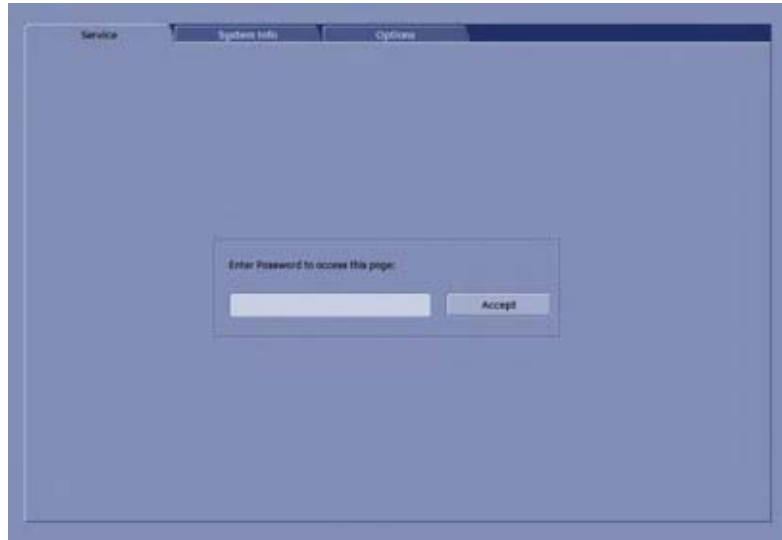 Service
System Info
Options
Enter Password to access this page:
Accept